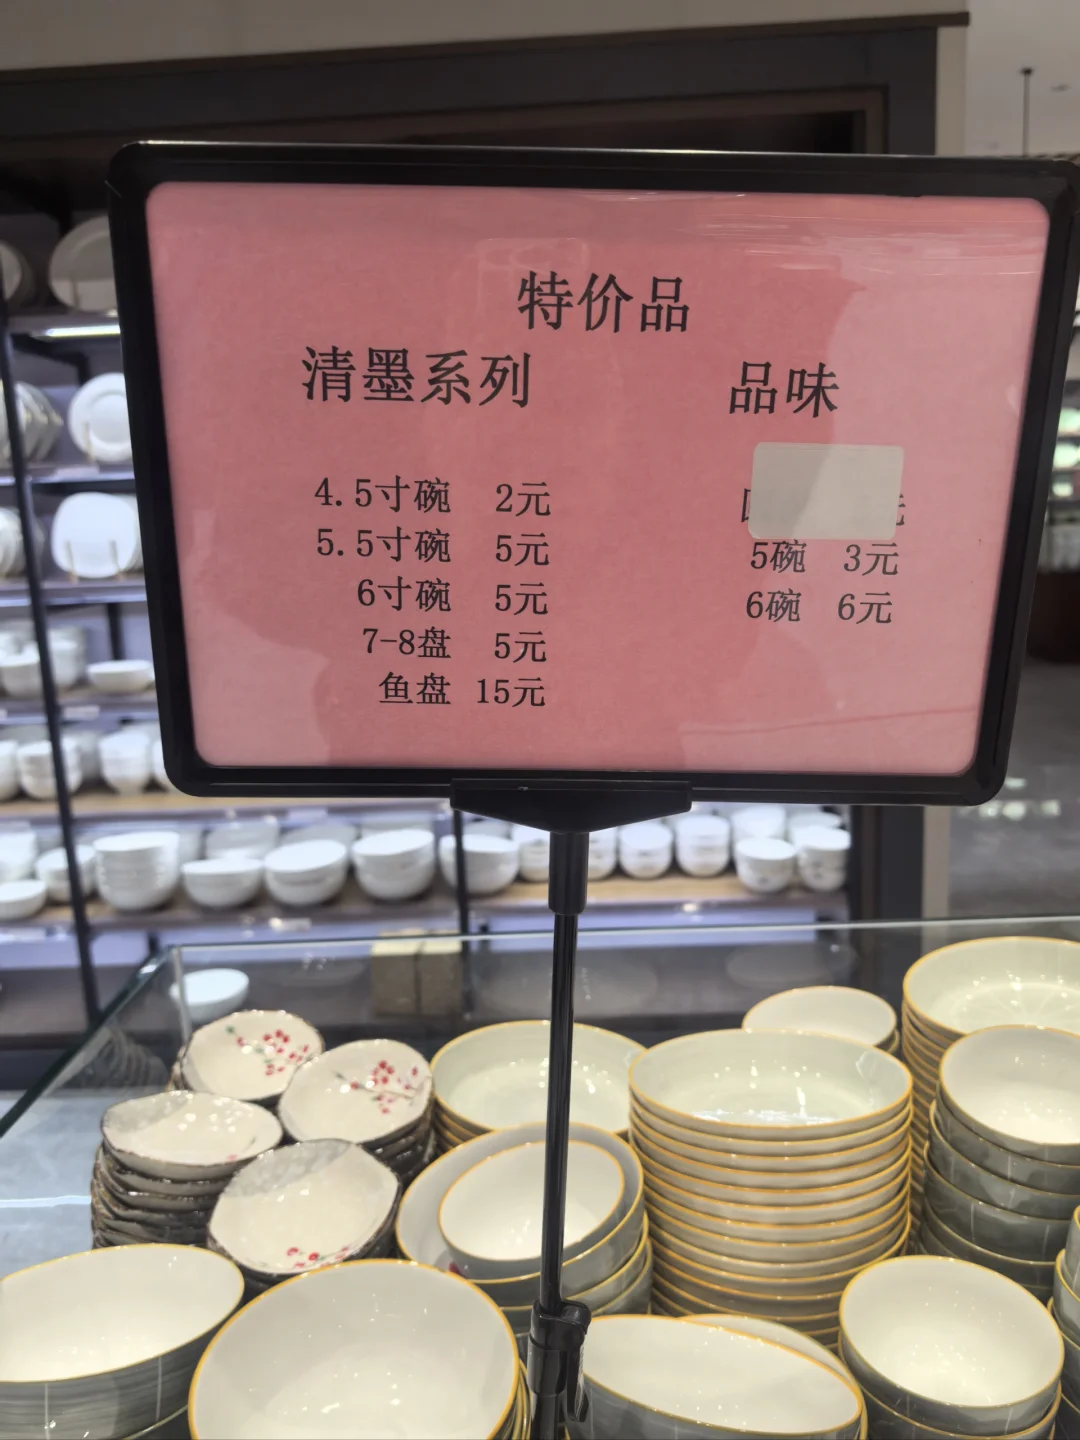 特价品
清墨系列
4.5寸碗 2元
5.5寸碗 5元
6寸碗 5元
7-8盘 5元
鱼盘 15元
品味
5碗 3元
6碗 6元